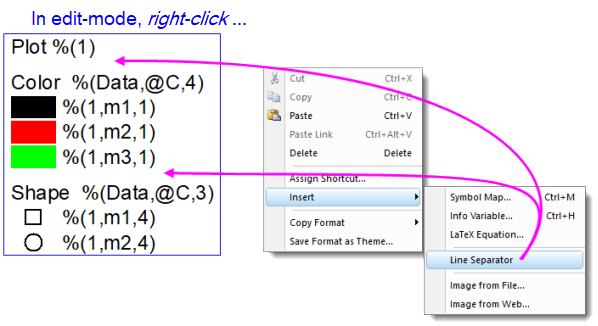 In edit-mode, right-click ...
Plot %(1)
Color %(Data,@C,4)
%(1,m1,1)
%(1,m2,1)
%(1,m3,1)
Shape %(Data,@C,3)
%(1,m1,4)
%(1,m2,4)
Cut Ctrl+X
Copy Ctrl+C
Paste Ctrl+V
Paste Link Ctrl+Alt+V
Delete Delete
Assign Shortcut...
Insert
Copy Format
Save Format as Theme...
Symbol Map... Ctrl+M
Info Variable... Ctrl+H
LaTeX Equation...
Line Separator
Image from File...
Image from Web...